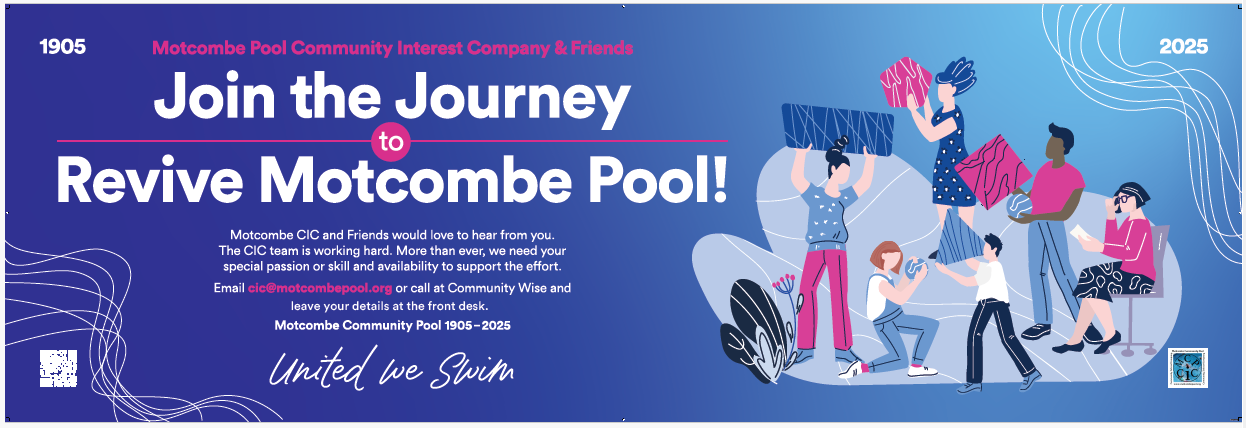 1905
2025
Motcombe Pool Community Interest Company & Friends
Join the Journey
to
Revive Motcombe Pool!
Motcombe CIC and Friends would love to hear from you.
The CIC team is working hard. More than ever, we need your
special passion or skill and availability to support the effort.
Email cic@motcombepool.org or call at Community Wise and
leave your details at the front desk.
Motcombe Community Pool 1905–2025
United we Swim